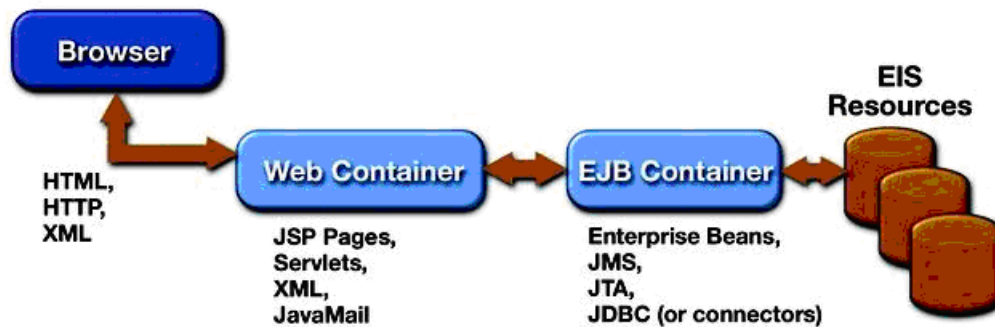 Browser
EIS
Resources
Web Container
EJB Container
HTML,
HTTP,
XML
JSP Pages,
Servlets,
XML,
JavaMail
Enterprise Beans,
JMS,
JTA,
JDBC (or connectors)